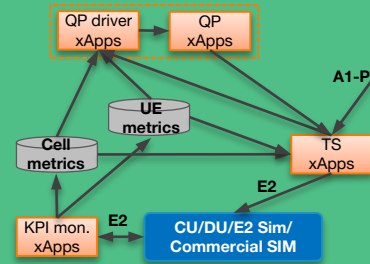 QP driver
xApps
QP
xApps
A1-P
UE
metrics
Cell
metrics
TS
xApps
E2
KPI mon.
xApps
E2
CU/DU/E2 Sim/
Commercial SIM